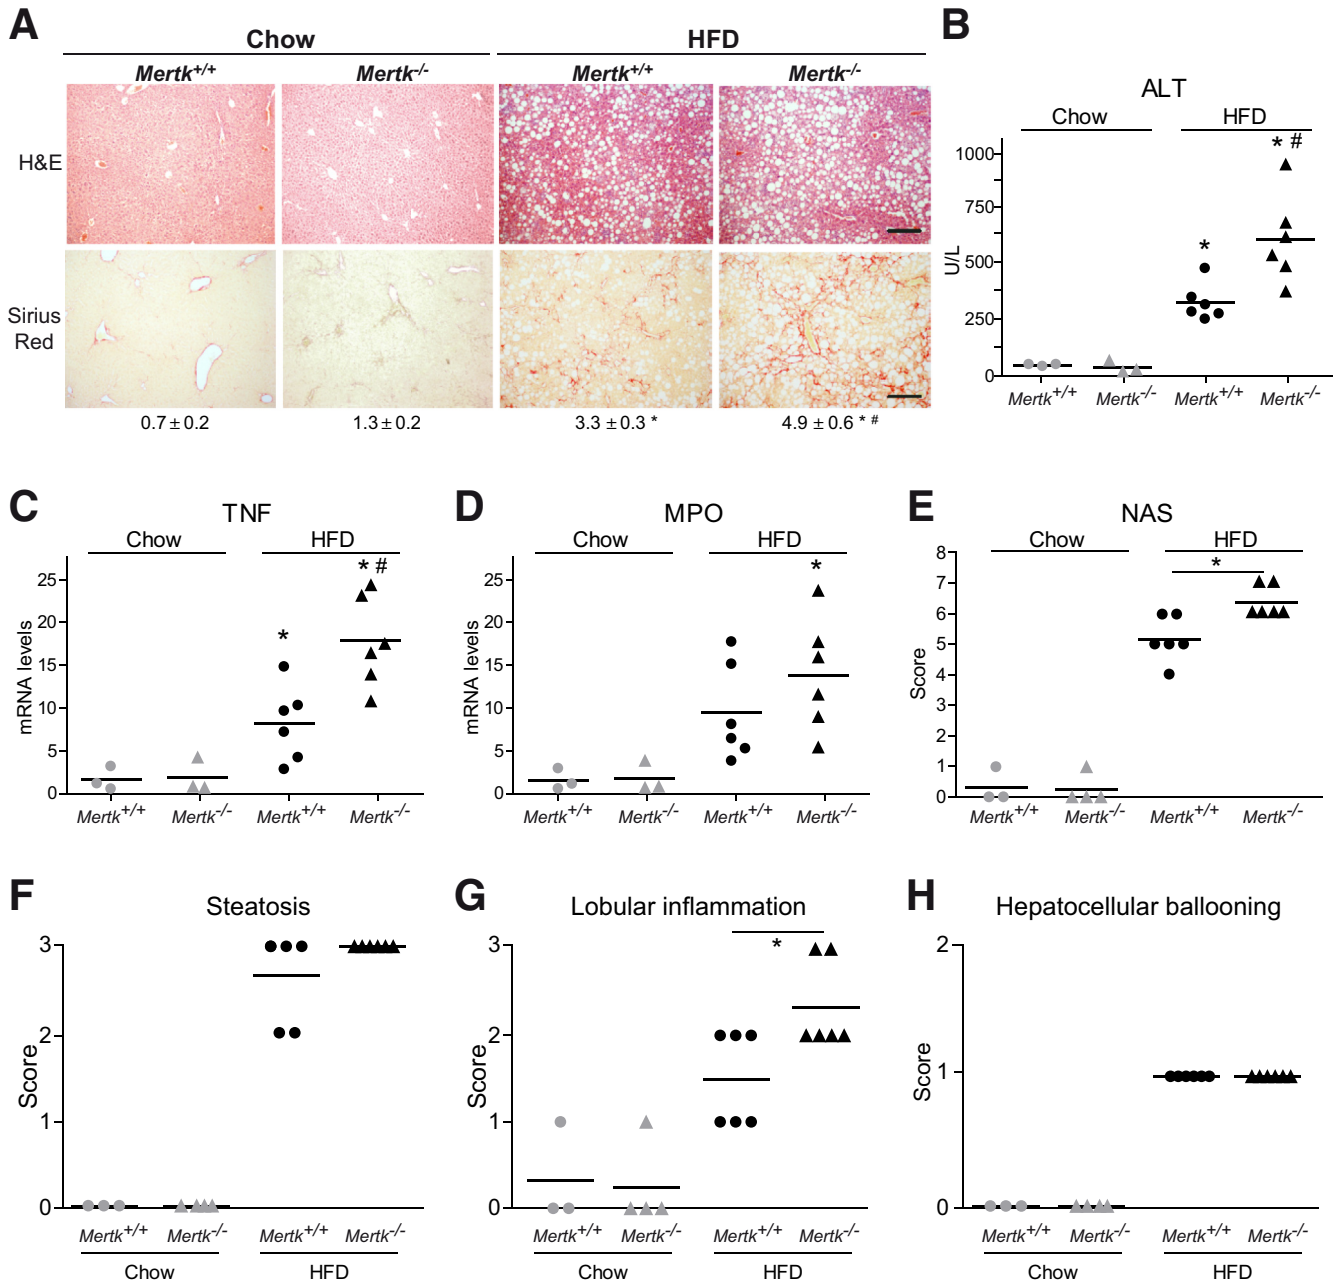 A
Chow HFD
Mertk+/+ Mertk-/- Mertk+/+ Mertk-/-
H&E
Sirius
Red
0.7 ± 0.2 1.3 ± 0.2 3.3 ± 0.3 * 4.9 ± 0.6 * #
B
ALT
Chow HFD
* #
*
U/L
1000
750
500
250
0
Mertk+/+ Mertk-/- Mertk+/+ Mertk-/-
C
TNF
Chow HFD
* #
*
mRNA levels
25
20
15
10
5
0
Mertk+/+ Mertk-/- Mertk+/+ Mertk-/-
D
MPO
Chow HFD
*
mRNA levels
25
20
15
10
5
0
Mertk+/+ Mertk-/- Mertk+/+ Mertk-/-
E
NAS
Chow HFD
*
Score
8
7
6
5
4
3
2
1
0
Mertk+/+ Mertk-/- Mertk+/+ Mertk-/-
F
Steatosis
Score
3
2
1
0
Mertk+/+ Mertk-/- Mertk+/+ Mertk-/-
Chow HFD
G
Lobular inflammation
*
Score
3
2
1
0
Mertk+/+ Mertk-/- Mertk+/+ Mertk-/-
Chow HFD
H
Hepatocellular ballooning
Score
2
1
0
Mertk+/+ Mertk-/- Mertk+/+ Mertk-/-
Chow HFD